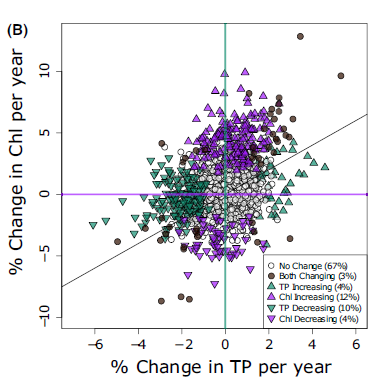 (B)
% Change in Chl per year
10
5
0
−5
−10
No Change (67%)
Both Changing (3%)
TP Increasing (4%)
Chl Increasing (12%)
TP Decreasing (10%)
Chl Decreasing (4%)
−6 −4 −2 0 2 4 6
% Change in TP per year